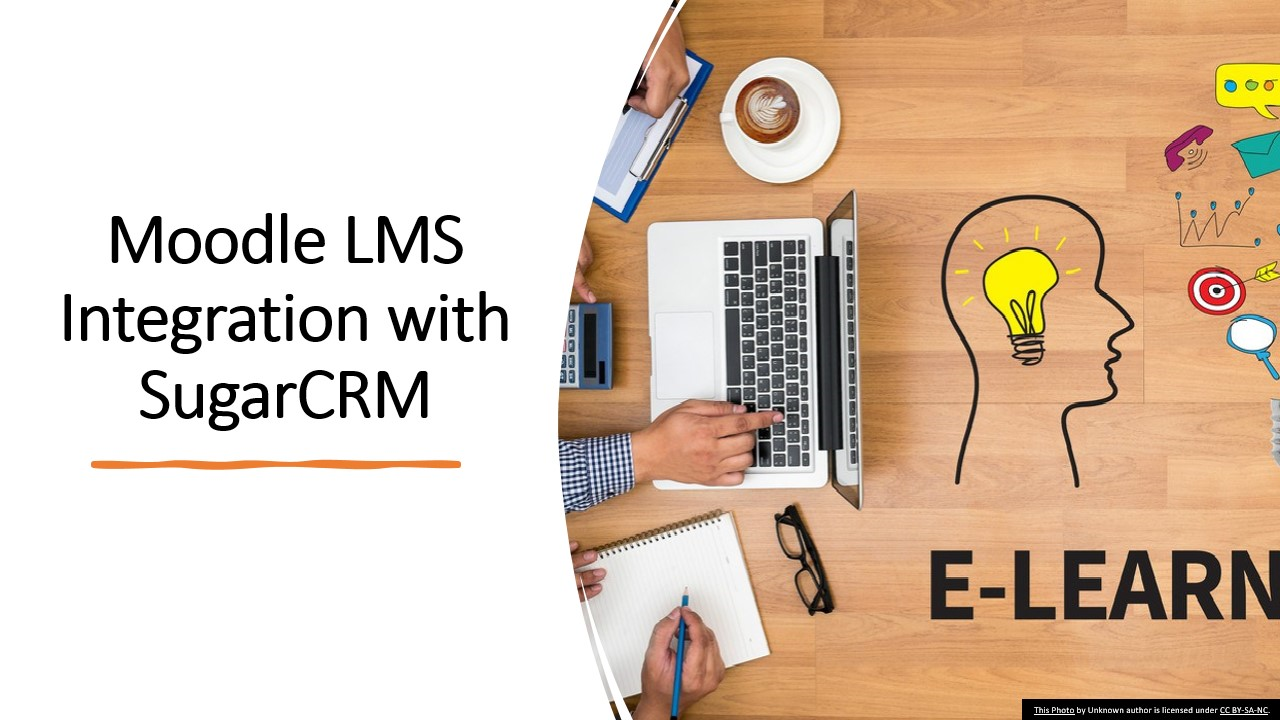 Moodle LMS
Integration with
SugarCRM
E-LEARN
This Photo by Unknown author is licensed under CC BY-SA-NC.